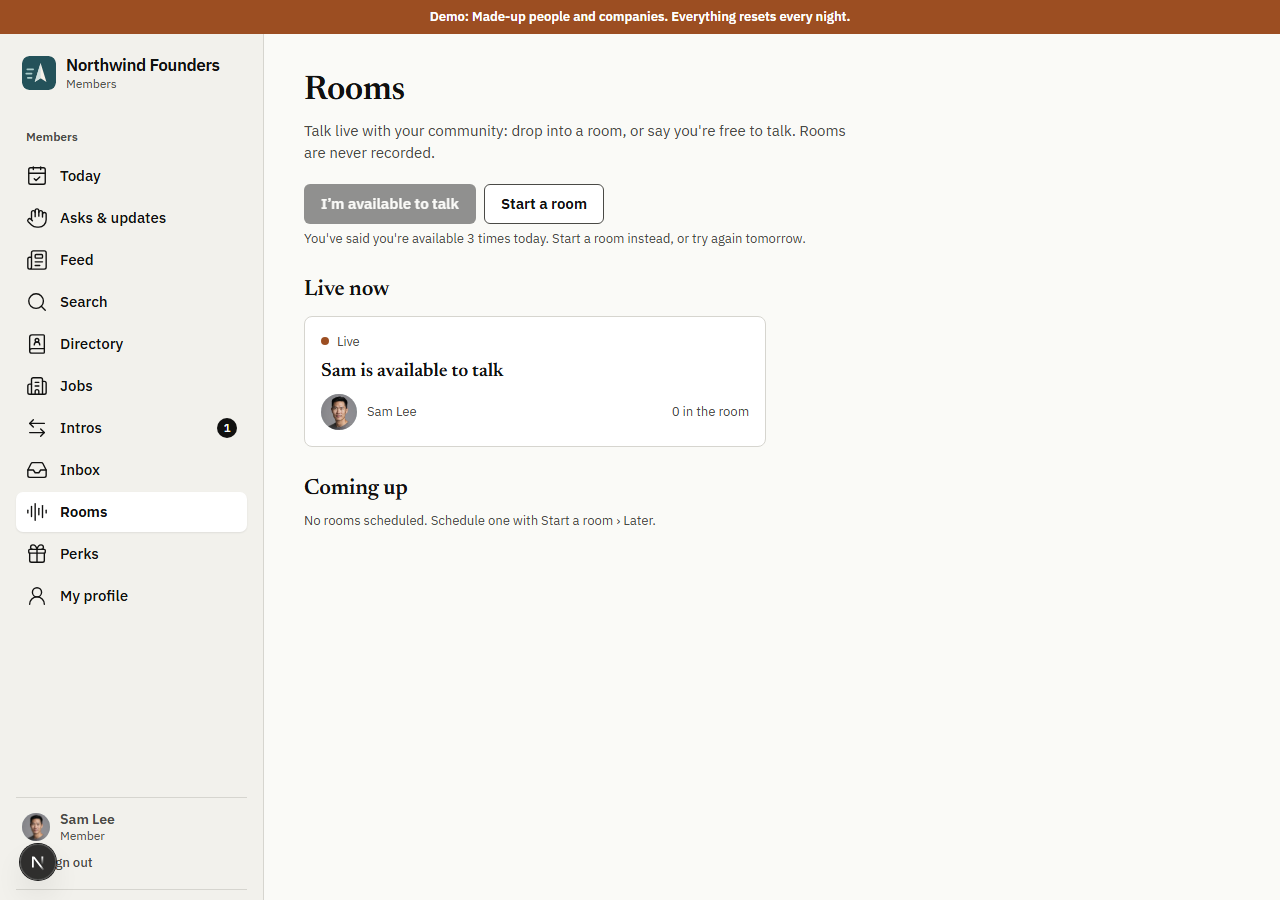 Demo: Made-up people and companies. Everything resets every night.
Northwind Founders
Members
Members
Today
Asks & updates
Feed
Search
Directory
Jobs
Intros
1
Inbox
Rooms
Perks
My profile
Sam Lee
Member
N
gn out
Rooms
Talk live with your community: drop into a room, or say you're free to talk. Rooms
are never recorded.
I’m available to talk
Start a room
You've said you're available 3 times today. Start a room instead, or try again tomorrow.
Live now
Live
Sam is available to talk
Sam Lee
0 in the room
Coming up
No rooms scheduled. Schedule one with Start a room › Later.